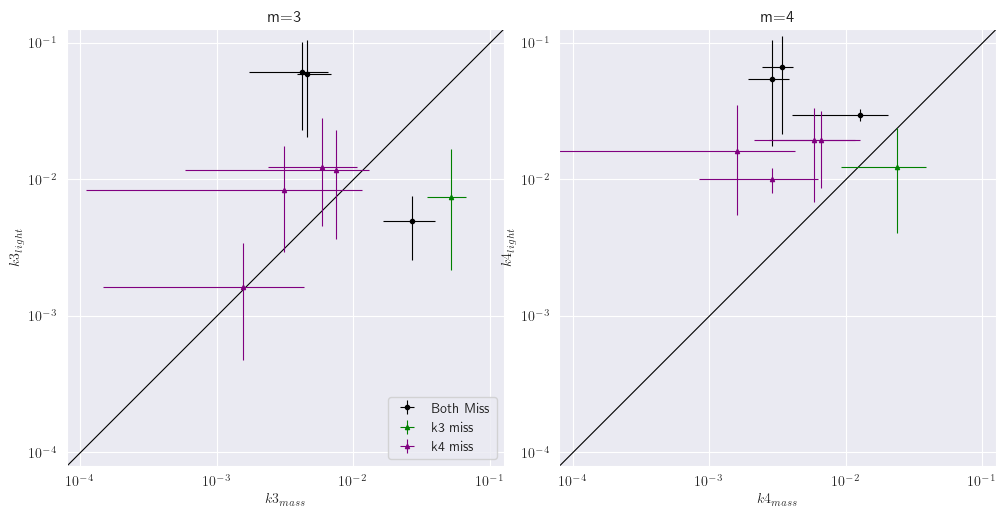 m=3
m=4
10⁻¹
10⁻²
10⁻³
10⁻⁴
k3_light
10⁻⁴
10⁻³
10⁻²
10⁻¹
k3_mass
Both Miss
k3 miss
k4 miss
10⁻¹
10⁻²
10⁻³
10⁻⁴
k4_light
10⁻⁴
10⁻³
10⁻²
10⁻¹
k4_mass